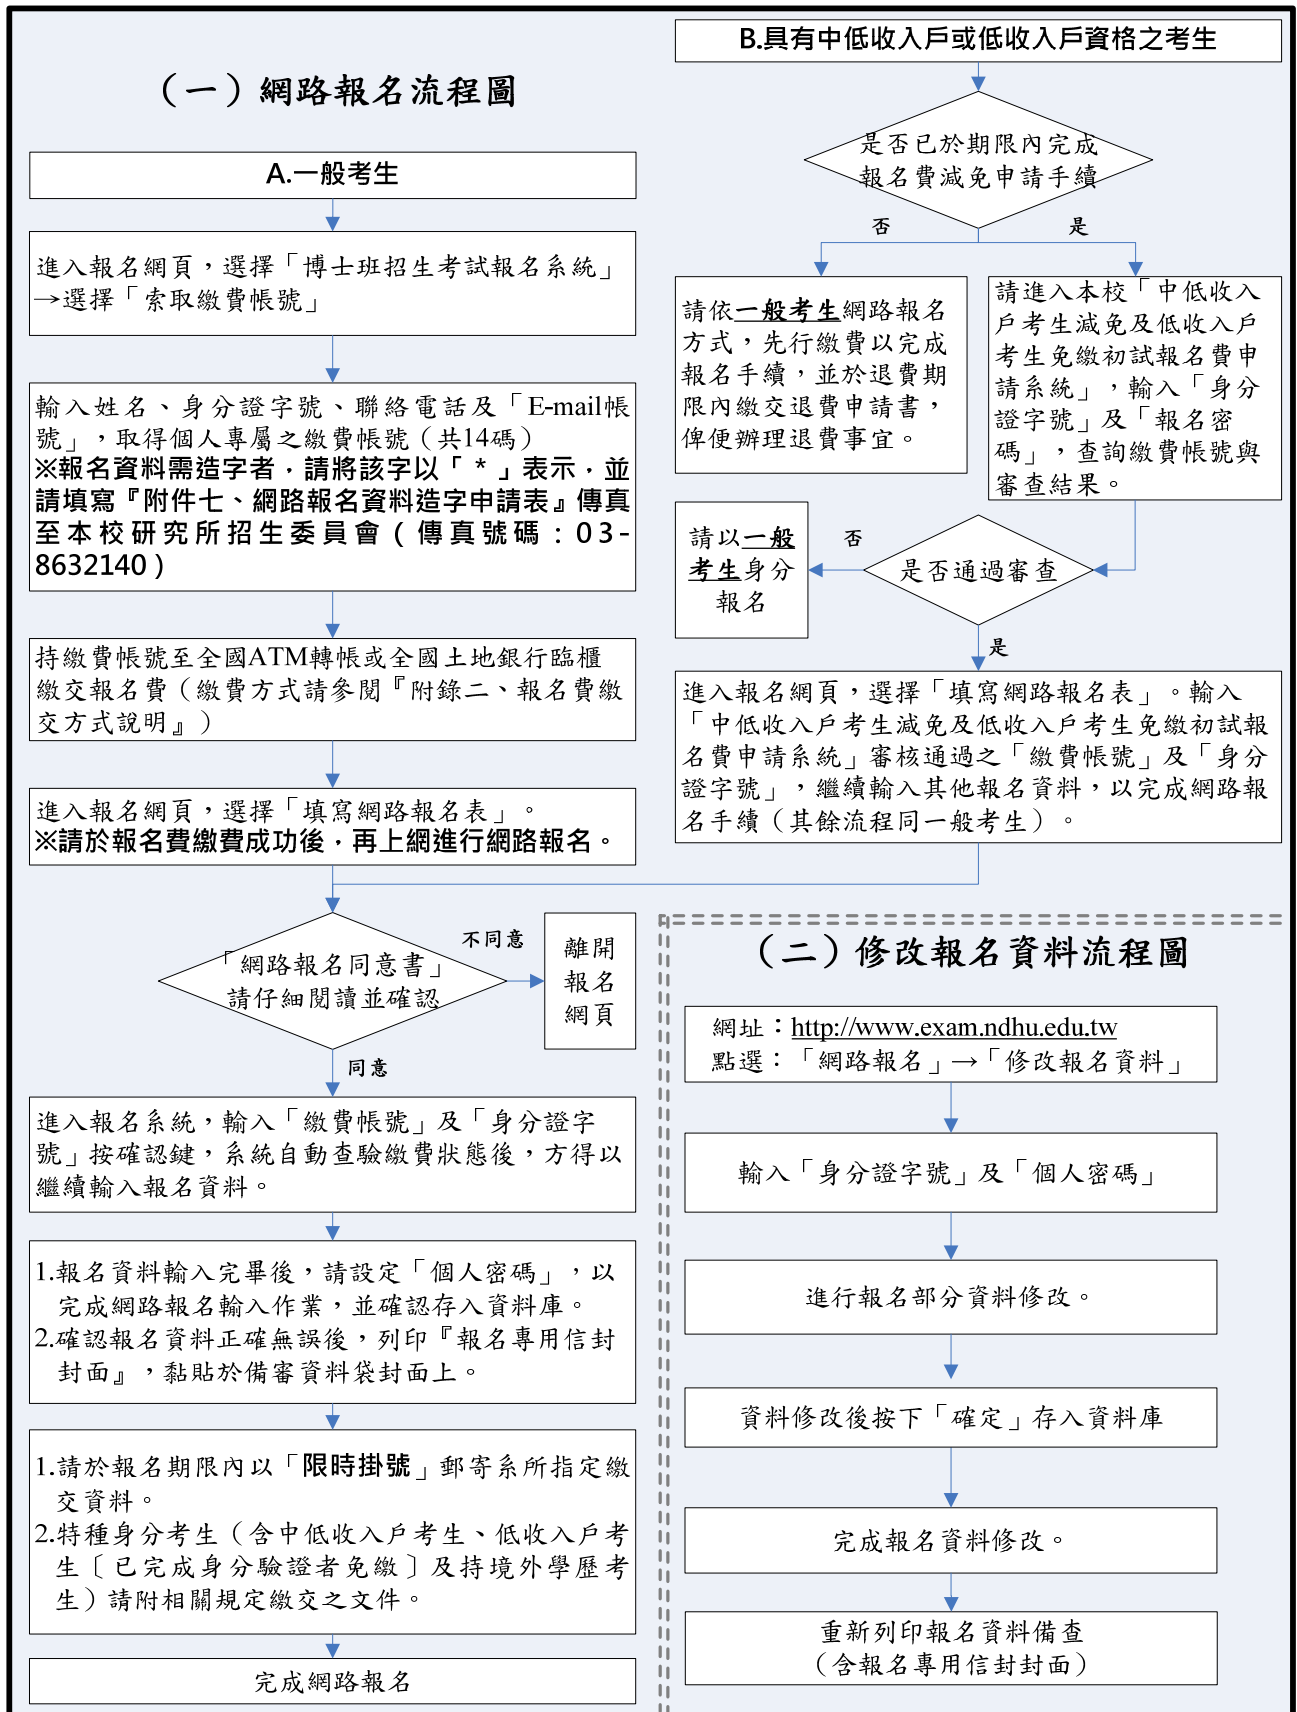 （一）網路報名流程圖
A.一般考生
進入報名網頁，選擇「博士班招生考試報名系統」
→選擇「索取繳費帳號」
輸入姓名、身分證字號、聯絡電話及「E-mail帳
號」，取得個人專屬之繳費帳號（共14碼）
※報名資料需造字者，請將該字以「＊」表示，並
請填寫『附件七、網路報名資料造字申請表』傳真
至本校研究所招生委員會（傳真號碼：03-
8632140）
持繳費帳號至全國ATM轉帳或全國土地銀行臨櫃
繳交報名費（繳費方式請參閱『附錄二、報名費繳
交方式說明』）
進入報名網頁，選擇「填寫網路報名表」。
※請於報名費繳費成功後，再上網進行網路報名。
「網路報名同意書」
請仔細閱讀並確認
不同意
離開
報名
網頁
同意
進入報名系統，輸入「繳費帳號」及「身分證字
號」按確認鍵，系統自動查驗繳費狀態後，方得以
繼續輸入報名資料。
1.報名資料輸入完畢後，請設定「個人密碼」，以
完成網路報名輸入作業，並確認存入資料庫。
2.確認報名資料正確無誤後，列印『報名專用信封
封面』，黏貼於備審資料袋封面上。
1.請於報名期限內以「限時掛號」郵寄系所指定繳
交資料。
2.特種身分考生（含中低收入戶考生、低收入戶考
生〔已完成身分驗證者免繳〕及持境外學歷考
生）請附相關規定繳交之文件。
完成網路報名
B.具有中低收入戶或低收入戶資格之考生
是否已於期限內完成
報名費減免申請手續
否
是
請依一般考生網路報名
方式，先行繳費以完成
報名手續，並於退費期
限內繳交退費申請書，
俾便辦理退費事宜。
請進入本校「中低收入
戶考生減免及低收入戶
考生免繳初試報名費申
請系統」，輸入「身分
證字號」及「報名密
碼」，查詢繳費帳號與
審查結果。
請以一般
考生身分
報名
否
是否通過審查
是
進入報名網頁，選擇「填寫網路報名表」。輸入
「中低收入戶考生減免及低收入戶考生免繳初試報
名費申請系統」審核通過之「繳費帳號」及「身分
證字號」，繼續輸入其他報名資料，以完成網路報
名手續（其餘流程同一般考生）。
（二）修改報名資料流程圖
網址：http://www.exam.ndhu.edu.tw
點選：「網路報名」→「修改報名資料」
輸入「身分證字號」及「個人密碼」
進行報名部分資料修改。
資料修改後按下「確定」存入資料庫
完成報名資料修改。
重新列印報名資料備查
（含報名專用信封封面）